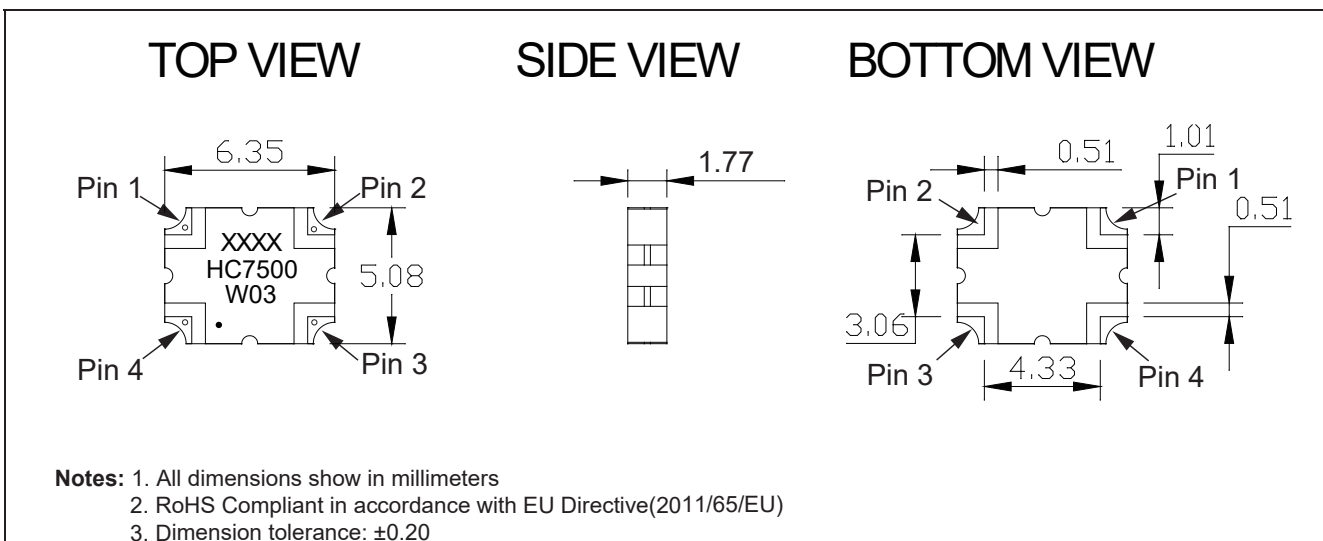 TOP VIEW
SIDE VIEW
BOTTOM VIEW
6.35
Pin 1
Pin 2
XXXX
HC7500
W03
5.08
Pin 4
Pin 3
1.77
0.51
1.01
Pin 2
Pin 1
0.51
3.06
Pin 3
4.33
Pin 4
Notes: 1. All dimensions show in millimeters
2. RoHS Compliant in accordance with EU Directive(2011/65/EU)
3. Dimension tolerance: ±0.20